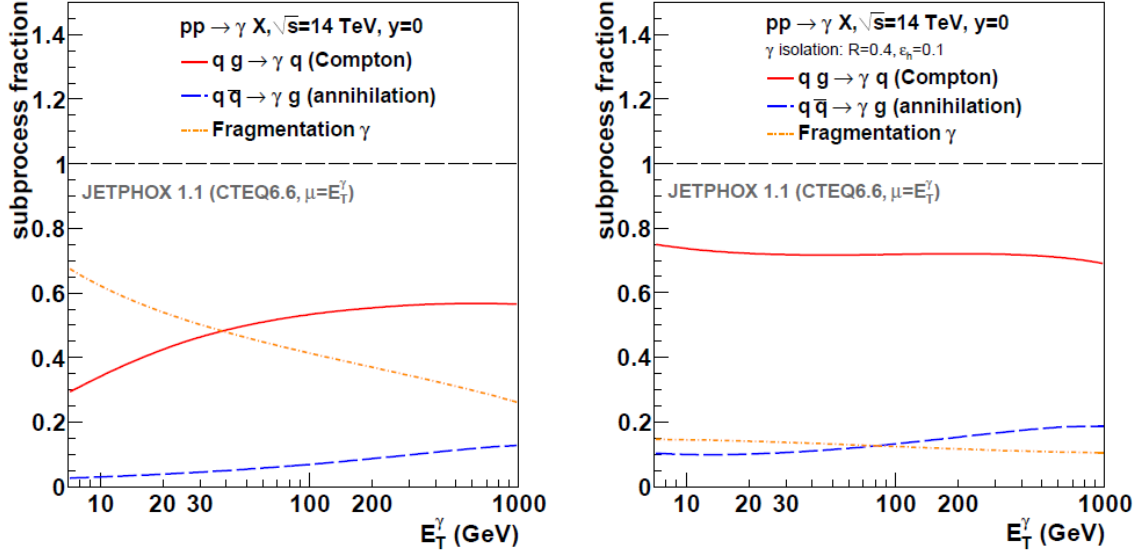 pp → γ X, √s=14 TeV, y=0
q g → γ q (Compton)
q q̄ → γ g (annihilation)
Fragmentation γ
JETPHOX 1.1 (CTEQ6.6, μ=E_T^γ)
subprocess fraction
1.4
1.2
1
0.8
0.6
0.4
0.2
0
10 20 30 100 200 1000
E_T^γ (GeV)
pp → γ X, √s=14 TeV, y=0
γ isolation: R=0.4, ε_h=0.1
q g → γ q (Compton)
q q̄ → γ g (annihilation)
Fragmentation γ
JETPHOX 1.1 (CTEQ6.6, μ=E_T^γ)
subprocess fraction
1.4
1.2
1
0.8
0.6
0.4
0.2
0
10 20 30 100 200 1000
E_T^γ (GeV)